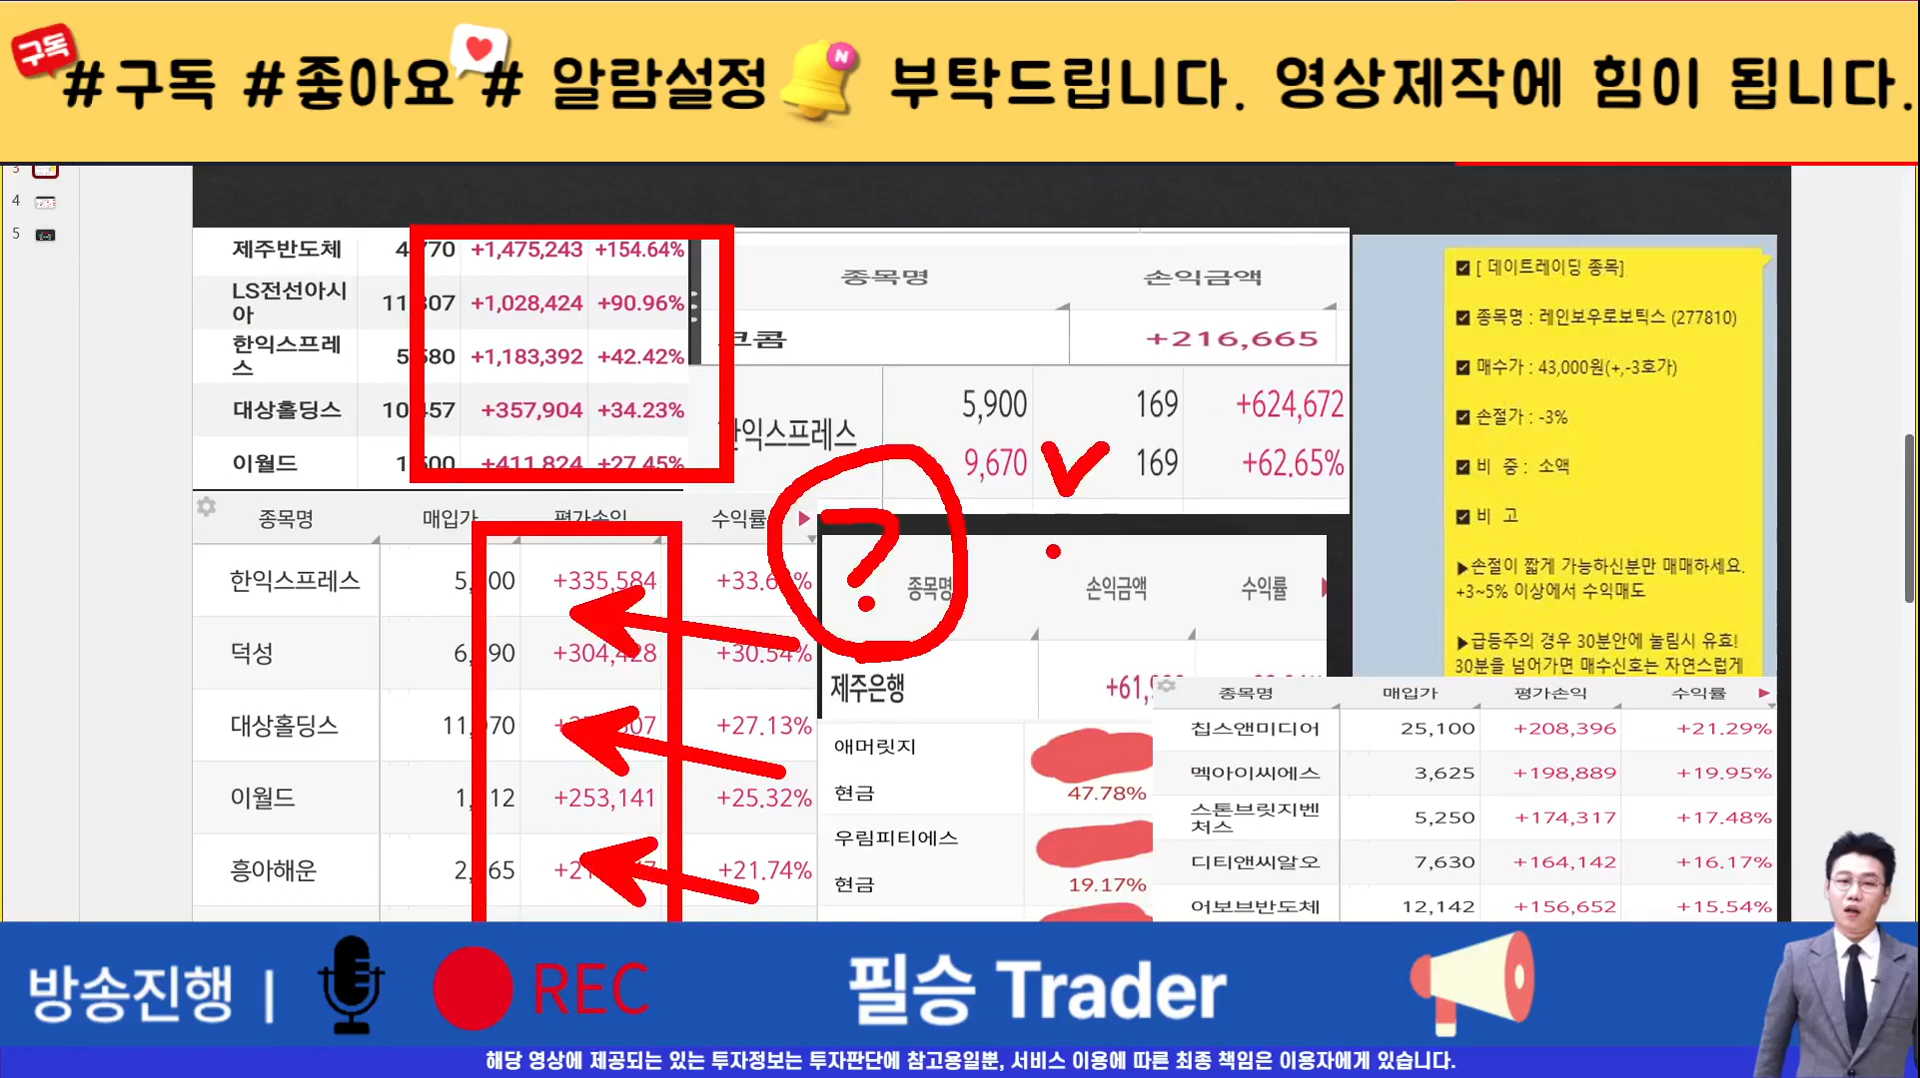 구독
#구독 #좋아요 # 알람설정 N 부탁드립니다. 영상제작에 힘이 됩니다.
3
4
5
제주반도체 +1,475,243 +154.64%
LS전선아시아 +1,028,424 +90.96%
한익스프레스 +1,183,392 +42.42%
대상홀딩스 +357,904 +34.23%
이월드 +411,824 +27.45%
종목명 손익금액
+216,665
5,900 169 +624,672
9,670 169 +62.65%
[ 데이트레이딩 종목]
종목명 : 레인보우로보틱스 (277810)
매수가 : 43,000원(+,-3호가)
손절가 : -3%
비 중 : 소액
비 고
▶손절이 짧게 가능하신분만 매매하세요.
+3~5% 이상에서 수익매도
▶급등주의 경우 30분안에 눌림시 유효!
30분을 넘어가면 매수신호는 자연스럽게
종목명 매입가 평가손익 수익률
한익스프레스 +335,584
덕성 +304,428 +30.54%
대상홀딩스 +27.13%
이월드 +253,141 +25.32%
흥아해운 +21.74%
?
종목명 손익금액 수익률
제주은행
애머릿지
현금 47.78%
우림피티에스
현금 19.17%
종목명 매입가 평가손익 수익률
칩스앤미디어 25,100 +208,396 +21.29%
멕아이씨에스 3,625 +198,889 +19.95%
스톤브릿지벤처스 5,250 +174,317 +17.48%
디티앤씨알오 7,630 +164,142 +16.17%
어보브반도체 12,142 +156,652 +15.54%
방송진행 | REC 필승 Trader
해당 영상에 제공되는 있는 투자정보는 투자판단에 참고용일뿐, 서비스 이용에 따른 최종 책임은 이용자에게 있습니다.